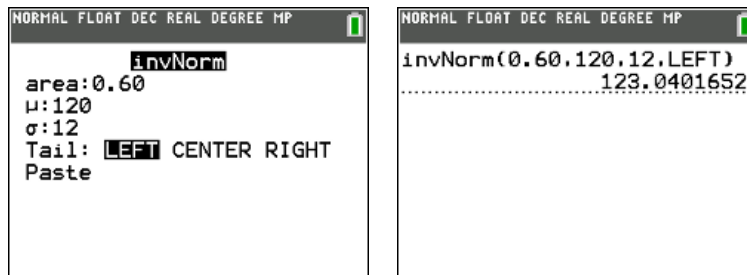 NORMAL FLOAT DEC REAL DEGREE MP
invNorm
area:0.60
μ:120
σ:12
Tail: LEFT CENTER RIGHT
Paste
NORMAL FLOAT DEC REAL DEGREE MP
invNorm(0.60,120,12,LEFT)
123.0401652